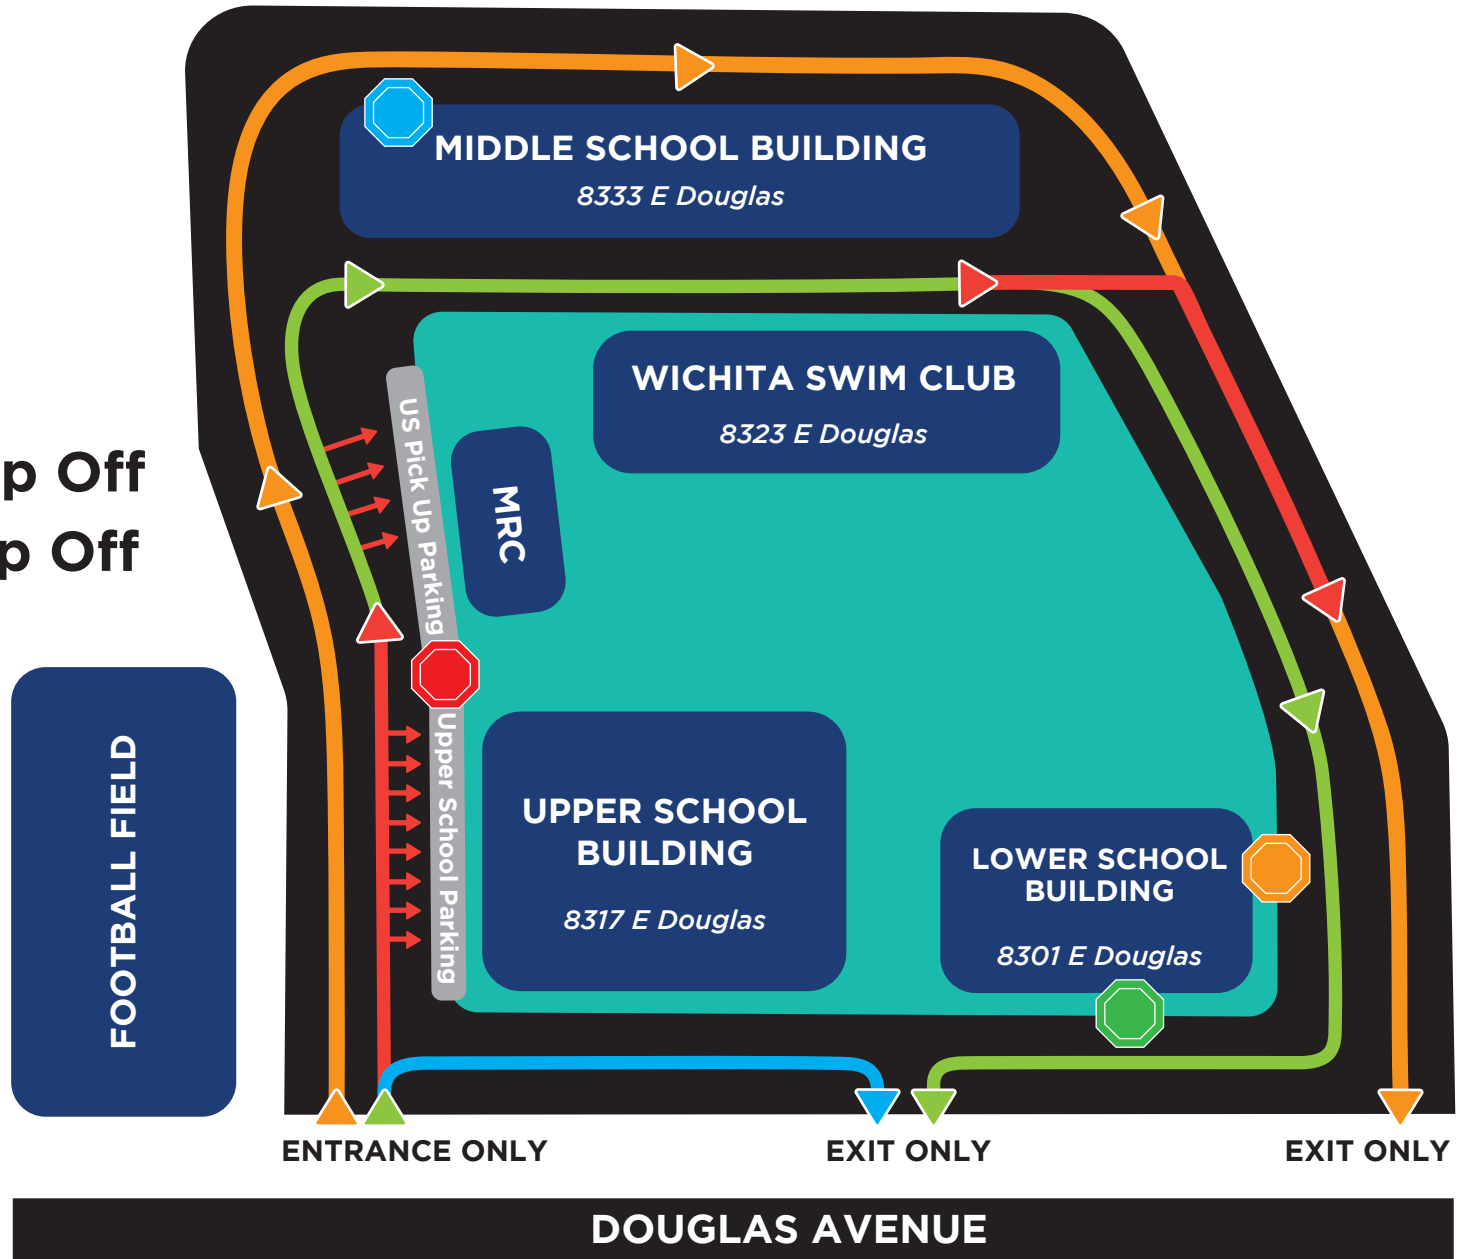 MIDDLE SCHOOL BUILDING
8333 E Douglas
WICHITA SWIM CLUB
8323 E Douglas
US Pick Up Parking
MRC
p Off
p Off
FOOTBALL FIELD
Upper School Parking
UPPER SCHOOL
BUILDING
8317 E Douglas
LOWER SCHOOL
BUILDING
8301 E Douglas
ENTRANCE ONLY
EXIT ONLY
EXIT ONLY
DOUGLAS AVENUE